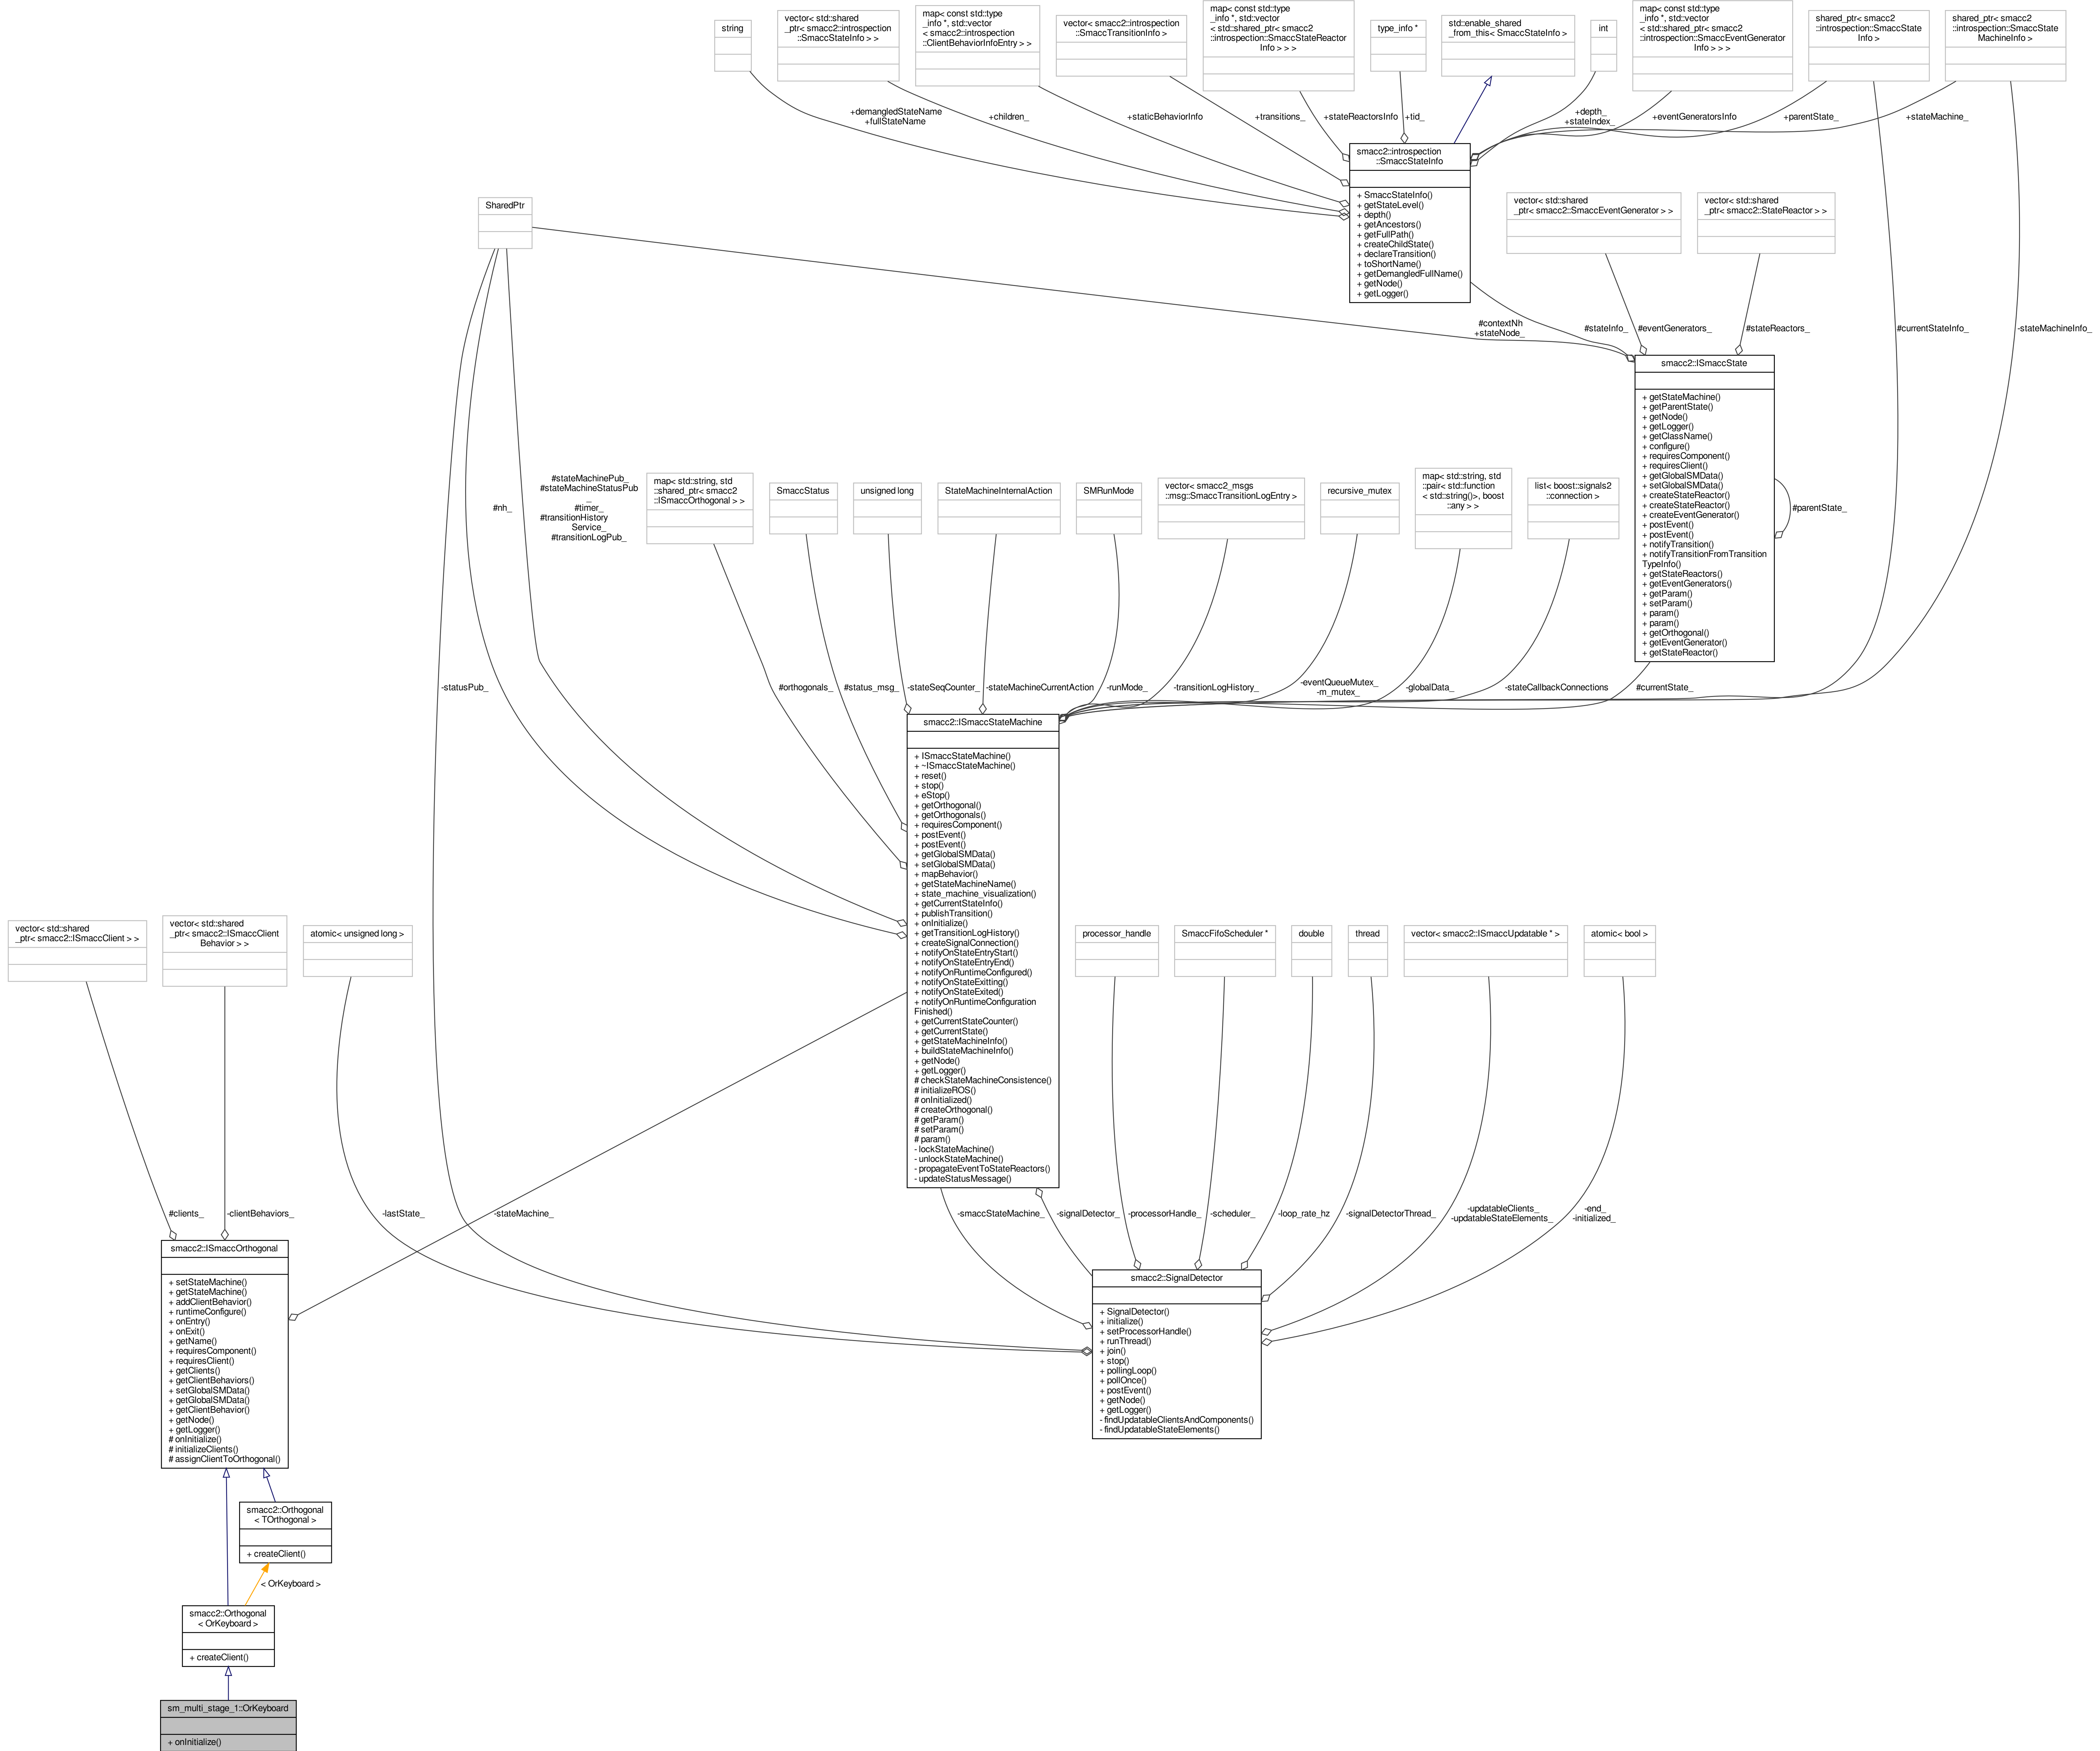 string
vector< std::shared
_ptr< smacc2::introspection
::SmaccStateInfo > >
map< const std::type
_info *, std::vector
< smacc2::introspection
::ClientBehaviorInfoEntry > >
vector< smacc2::introspection
::SmaccTransitionInfo >
map< const std::type
_info *, std::vector
< std::shared_ptr< smacc2
::introspection::SmaccStateReactor
Info > > >
type_info *
std::enable_shared
_from_this< SmaccStateInfo >
int
map< const std::type
_info *, std::vector
< std::shared_ptr< smacc2
::introspection::SmaccEventGenerator
Info > > >
shared_ptr< smacc2
::introspection::SmaccState
Info >
shared_ptr< smacc2
::introspection::SmaccState
MachineInfo >
+demangledStateName
+fullStateName
+children_
+staticBehaviorInfo
+transitions_
+stateReactorsInfo
+tid_
+depth_
+stateIndex_
+eventGeneratorsInfo
+parentState_
+stateMachine_
smacc2::introspection
::SmaccStateInfo
+ SmaccStateInfo()
+ getStateLevel()
+ depth()
+ getAncestors()
+ getFullPath()
+ createChildState()
+ declareTransition()
+ toShortName()
+ getDemangledFullName()
+ getNode()
+ getLogger()
SharedPtr
vector< std::shared
_ptr< smacc2::SmaccEventGenerator > >
vector< std::shared
_ptr< smacc2::StateReactor > >
#contextNh
+stateNode_
#stateInfo_
#eventGenerators_
#stateReactors_
#currentStateInfo_
-stateMachineInfo_
smacc2::ISmaccState
+ getStateMachine()
+ getParentState()
+ getNode()
+ getLogger()
+ getClassName()
+ configure()
+ requiresComponent()
+ requiresClient()
+ getGlobalSMData()
+ setGlobalSMData()
+ createStateReactor()
+ createStateReactor()
+ createEventGenerator()
+ postEvent()
+ postEvent()
+ notifyTransition()
+ notifyTransitionFromTransition
TypeInfo()
+ getStateReactors()
+ getEventGenerators()
+ getParam()
+ setParam()
+ param()
+ param()
+ getOrthogonal()
+ getEventGenerator()
+ getStateReactor()
#parentState_
#nh_
#stateMachinePub_
#stateMachineStatusPub
_
#timer_
#transitionHistory
Service_
#transitionLogPub_
map< std::string, std
::shared_ptr< smacc2
::ISmaccOrthogonal > >
SmaccStatus
unsigned long
StateMachineInternalAction
SMRunMode
vector< smacc2_msgs
::msg::SmaccTransitionLogEntry >
recursive_mutex
map< std::string, std
::pair< std::function
< std::string()>, boost
::any > >
list< boost::signals2
::connection >
-statusPub_
#orthogonals_
#status_msg_
-stateSeqCounter_
-stateMachineCurrentAction
-runMode_
-transitionLogHistory_
-eventQueueMutex_
-m_mutex_
-globalData_
-stateCallbackConnections
#currentState_
smacc2::ISmaccStateMachine
+ ISmaccStateMachine()
+ ~ISmaccStateMachine()
+ reset()
+ stop()
+ eStop()
+ getOrthogonal()
+ getOrthogonals()
+ requiresComponent()
+ postEvent()
+ postEvent()
+ getGlobalSMData()
+ setGlobalSMData()
+ mapBehavior()
+ getStateMachineName()
+ state_machine_visualization()
+ getCurrentStateInfo()
+ publishTransition()
+ onInitialize()
+ getTransitionLogHistory()
+ createSignalConnection()
+ notifyOnStateEntryStart()
+ notifyOnStateEntryEnd()
+ notifyOnRuntimeConfigured()
+ notifyOnStateExitting()
+ notifyOnStateExited()
+ notifyOnRuntimeConfiguration
Finished()
+ getCurrentStateCounter()
+ getCurrentState()
+ getStateMachineInfo()
+ buildStateMachineInfo()
+ getNode()
+ getLogger()
# checkStateMachineConsistence()
# initializeROS()
# onInitialized()
# createOrthogonal()
# getParam()
# setParam()
# param()
- lockStateMachine()
- unlockStateMachine()
- propagateEventToStateReactors()
- updateStatusMessage()
vector< std::shared
_ptr< smacc2::ISmaccClient > >
vector< std::shared
_ptr< smacc2::ISmaccClient
Behavior > >
atomic< unsigned long >
processor_handle
SmaccFifoScheduler *
double
thread
vector< smacc2::ISmaccUpdatable * >
atomic< bool >
#clients_
-clientBehaviors_
-lastState_
-stateMachine_
-smaccStateMachine_
-signalDetector_
-processorHandle_
-scheduler_
-loop_rate_hz
-signalDetectorThread_
-updatableClients_
-updatableStateElements_
-end_
-initialized_
smacc2::ISmaccOrthogonal
+ setStateMachine()
+ getStateMachine()
+ addClientBehavior()
+ runtimeConfigure()
+ onEntry()
+ onExit()
+ getName()
+ requiresComponent()
+ requiresClient()
+ getClients()
+ getClientBehaviors()
+ setGlobalSMData()
+ getGlobalSMData()
+ getClientBehavior()
+ getNode()
+ getLogger()
# onInitialize()
# initializeClients()
# assignClientToOrthogonal()
smacc2::SignalDetector
+ SignalDetector()
+ initialize()
+ setProcessorHandle()
+ runThread()
+ join()
+ stop()
+ pollingLoop()
+ pollOnce()
+ postEvent()
+ getNode()
+ getLogger()
- findUpdatableClientsAndComponents()
- findUpdatableStateElements()
smacc2::Orthogonal
< TOrthogonal >
+ createClient()
< OrKeyboard >
smacc2::Orthogonal
< OrKeyboard >
+ createClient()
sm_multi_stage_1::OrKeyboard
+ onInitialize()